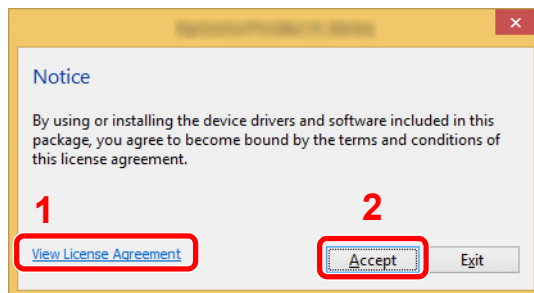 Notice
By using or installing the device drivers and software included in this
package, you agree to become bound by the terms and conditions of
this license agreement.
1
2
View License Agreement
Accept
Exit